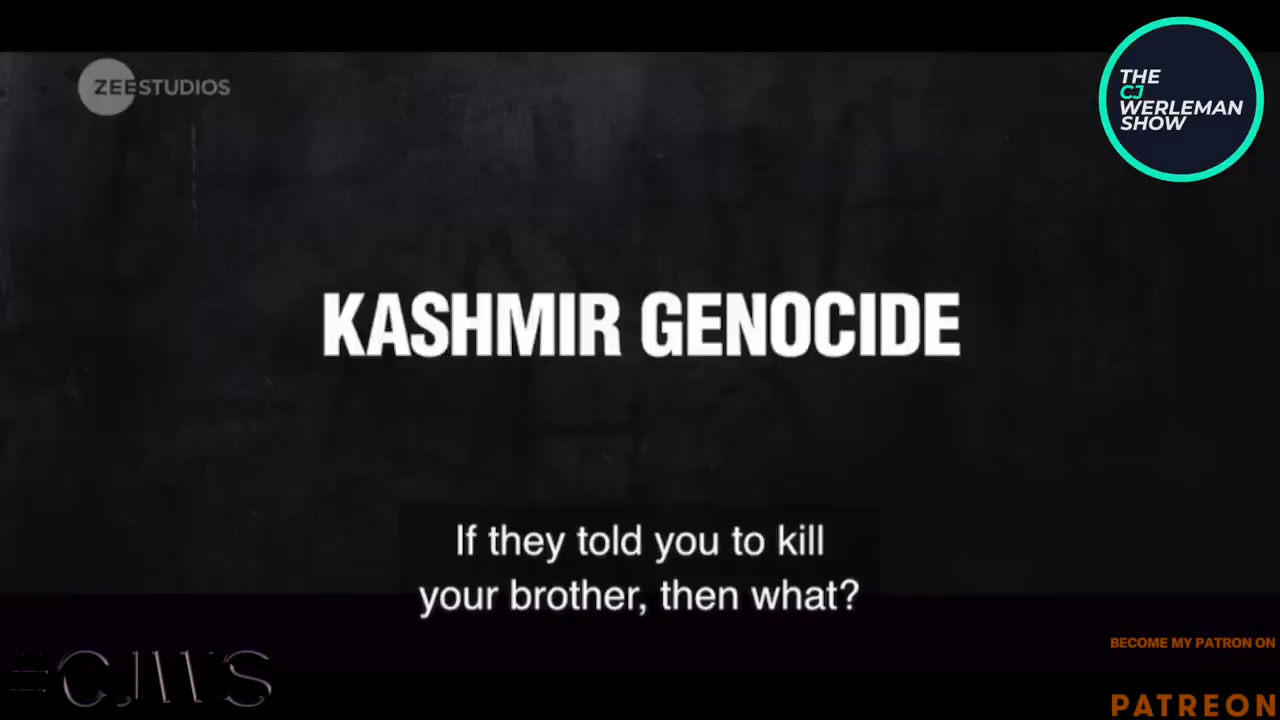 ZEESTUDIOS
THE
CJ
WERLEMAN
SHOW
KASHMIR GENOCIDE
If they told you to kill
your brother, then what?
#CJWS
BECOME MY PATRON ON
PATREON